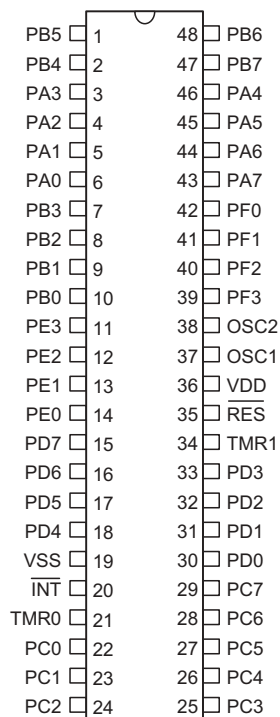 PB5 1 48 PB6
PB4 2 47 PB7
PA3 3 46 PA4
PA2 4 45 PA5
PA1 5 44 PA6
PA0 6 43 PA7
PB3 7 42 PF0
PB2 8 41 PF1
PB1 9 40 PF2
PB0 10 39 PF3
PE3 11 38 OSC2
PE2 12 37 OSC1
PE1 13 36 VDD
PE0 14 35 RES
PD7 15 34 TMR1
PD6 16 33 PD3
PD5 17 32 PD2
PD4 18 31 PD1
VSS 19 30 PD0
INT 20 29 PC7
TMR0 21 28 PC6
PC0 22 27 PC5
PC1 23 26 PC4
PC2 24 25 PC3